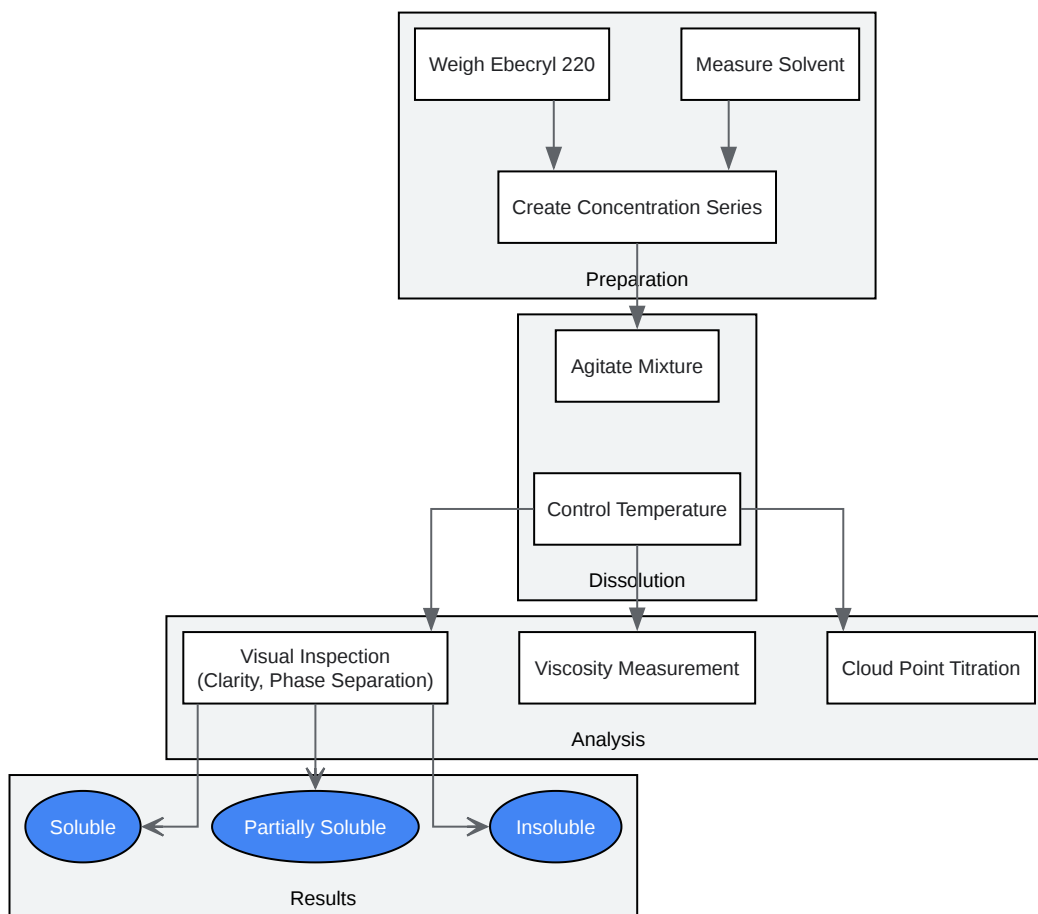 Weigh Ebecryl 220
Measure Solvent
Create Concentration Series
Preparation
Agitate Mixture
Control Temperature
Dissolution
Visual Inspection
(Clarity, Phase Separation)
Viscosity Measurement
Cloud Point Titration
Analysis
Soluble
Partially Soluble
Insoluble
Results